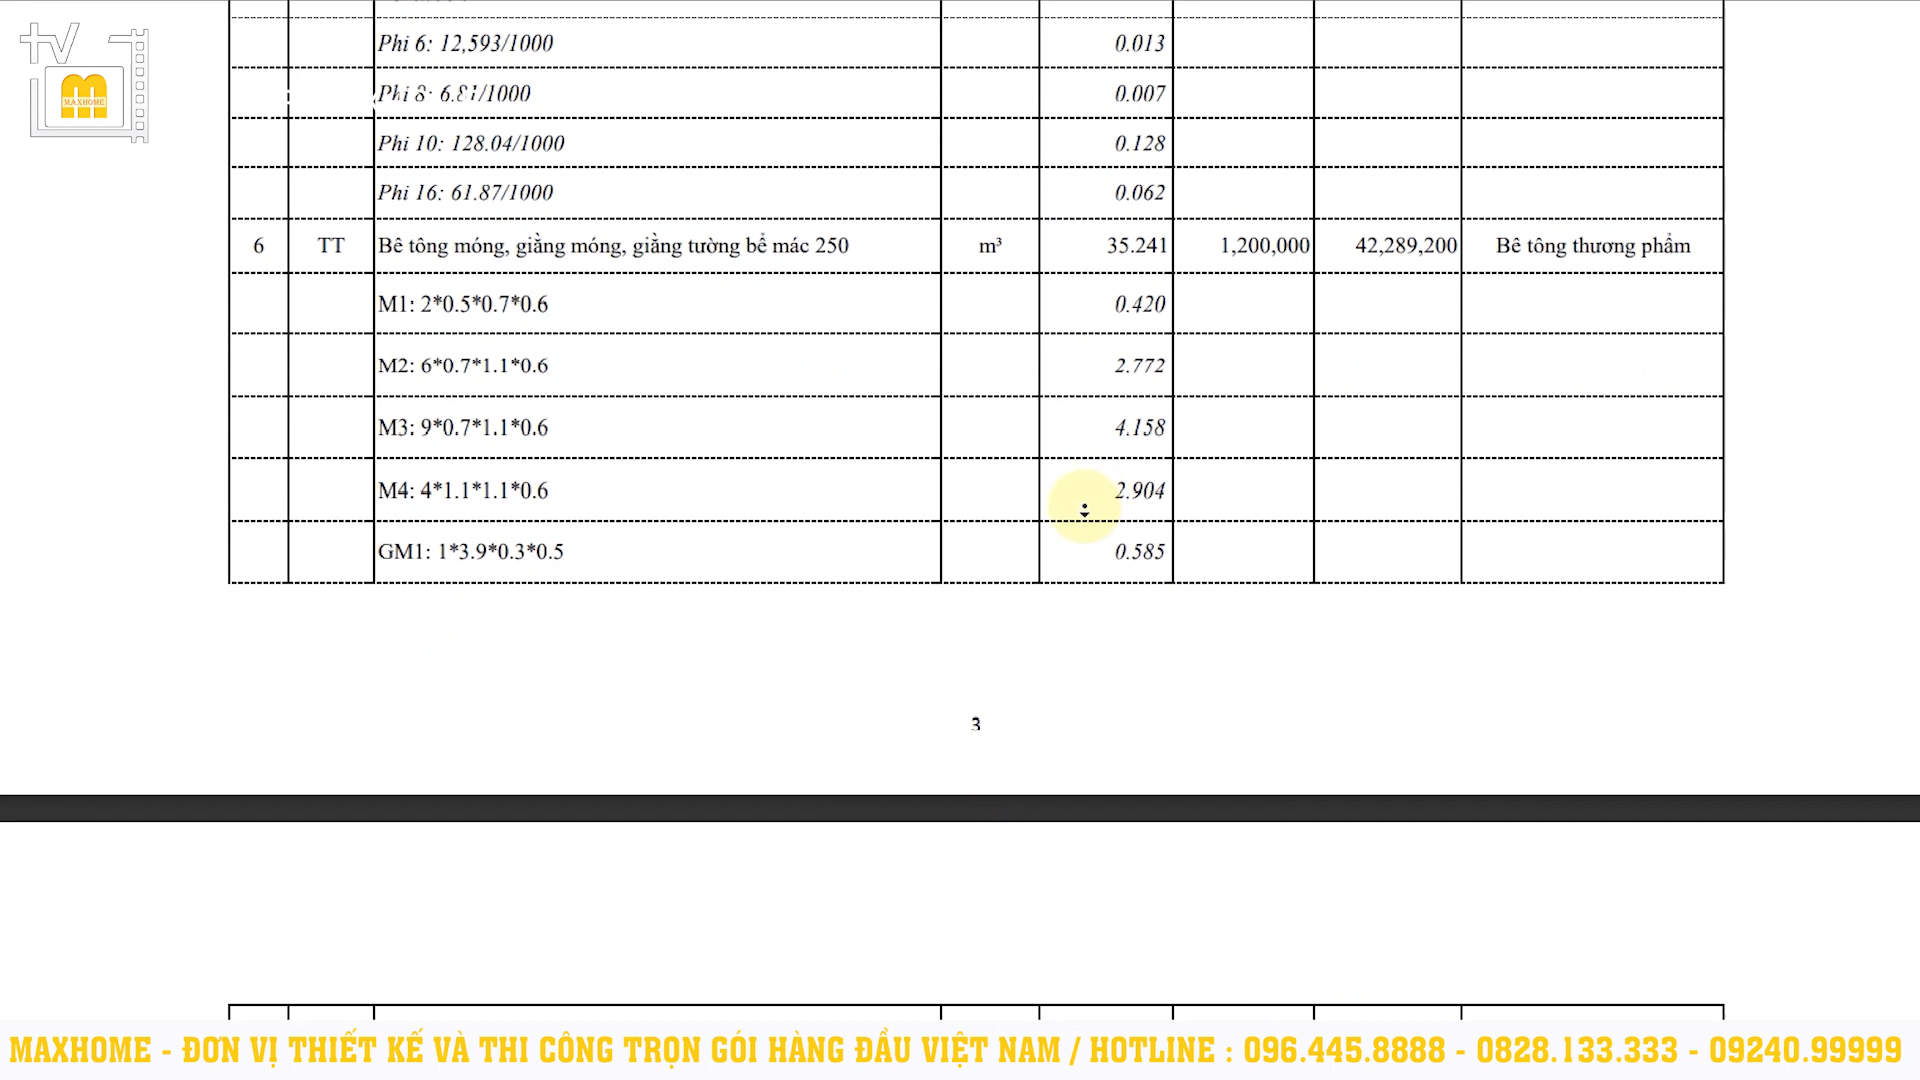 tv
MAXHOME
Phi 6: 12,593/1000 0.013
Phi 8: 6.81/1000 0.007
Phi 10: 128.04/1000 0.128
Phi 16: 61.87/1000 0.062
6 TT Bê tông móng, giằng móng, giằng tường bể mác 250 m³ 35.241 1,200,000 42,289,200 Bê tông thương phẩm
M1: 2*0.5*0.7*0.6 0.420
M2: 6*0.7*1.1*0.6 2.772
M3: 9*0.7*1.1*0.6 4.158
M4: 4*1.1*1.1*0.6 2.904
GM1: 1*3.9*0.3*0.5 0.585
3
MAXHOME - ĐƠN VỊ THIẾT KẾ VÀ THI CÔNG TRỌN GÓI HÀNG ĐẦU VIỆT NAM / HOTLINE : 096.445.8888 - 0828.133.333 - 09240.99999